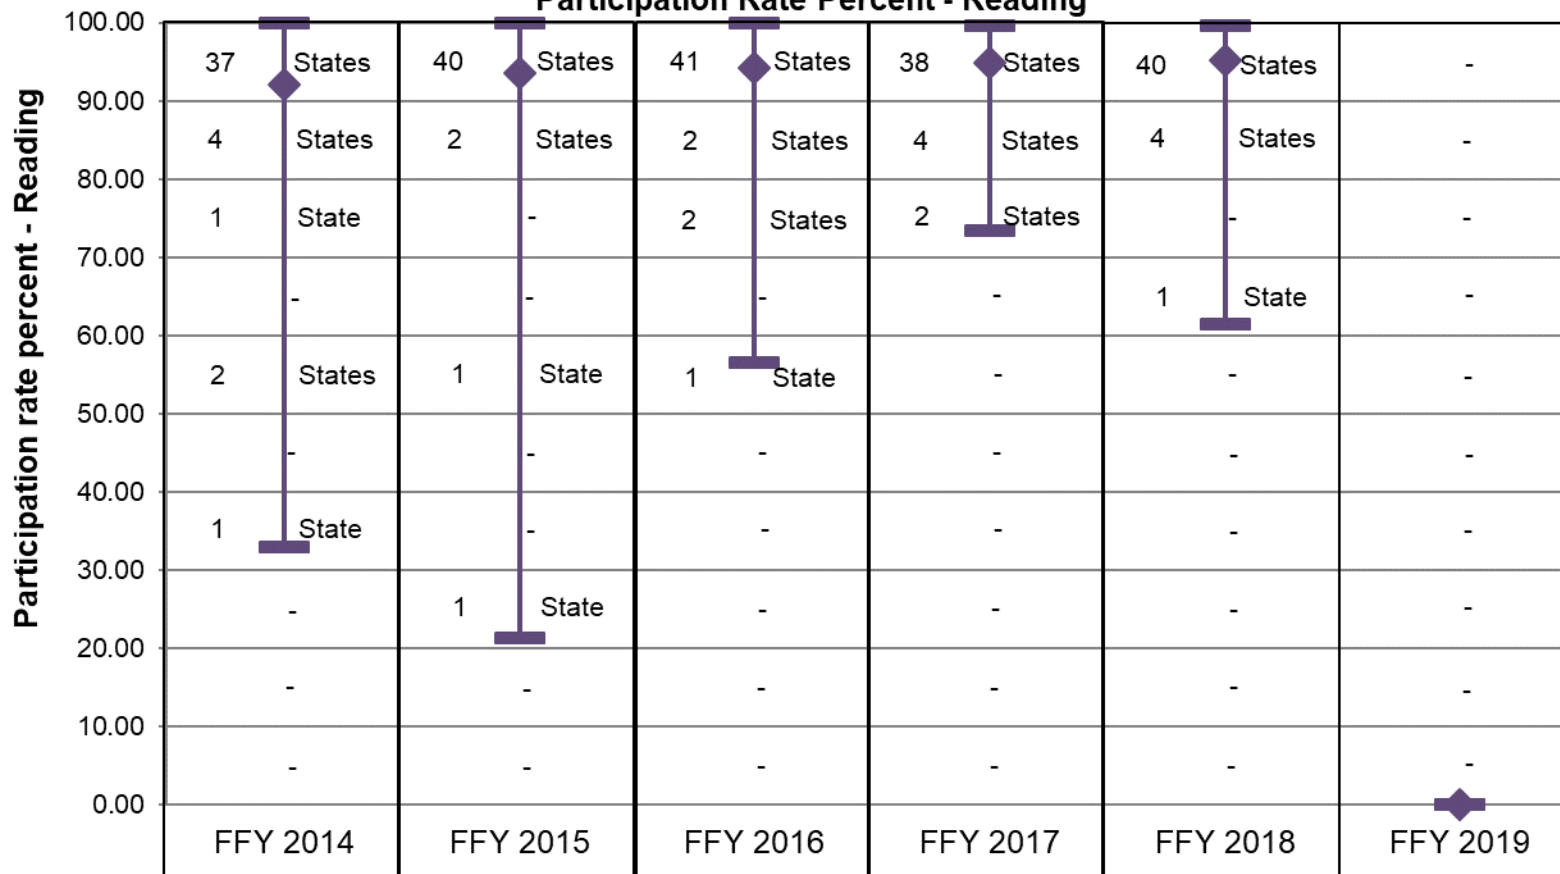 Participation Rate Percent - Reading
Participation rate percent - Reading
100.00
37 States 40 States 41 States 38 States 40 States -
90.00
4 States 2 States 2 States 4 States 4 States -
80.00
1 State - 2 States 2 States - -
70.00
- - - - 1 State -
60.00
2 States 1 State 1 State - - -
50.00
- - - - - -
40.00
1 State - - - - -
30.00
- 1 State - - - -
20.00
- - - - - -
10.00
- - - - - -
0.00
FFY 2014 FFY 2015 FFY 2016 FFY 2017 FFY 2018 FFY 2019